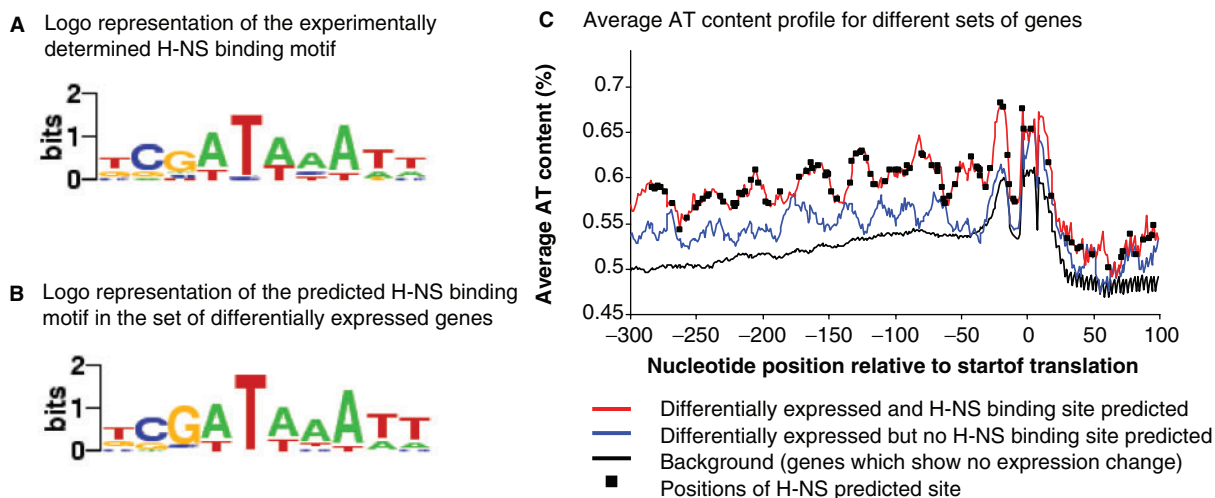 A Logo representation of the experimentally
determined H-NS binding motif
2
1
0
bits
T C G A T A A A T T
B Logo representation of the predicted H-NS binding
motif in the set of differentially expressed genes
2
1
0
bits
T C G A T A A A T T
C Average AT content profile for different sets of genes
Average AT content (%)
0.7
0.65
0.6
0.55
0.5
0.45
−300 −250 −200 −150 −100 −50 0 50 100
Nucleotide position relative to startof translation
Differentially expressed and H-NS binding site predicted
Differentially expressed but no H-NS binding site predicted
Background (genes which show no expression change)
Positions of H-NS predicted site